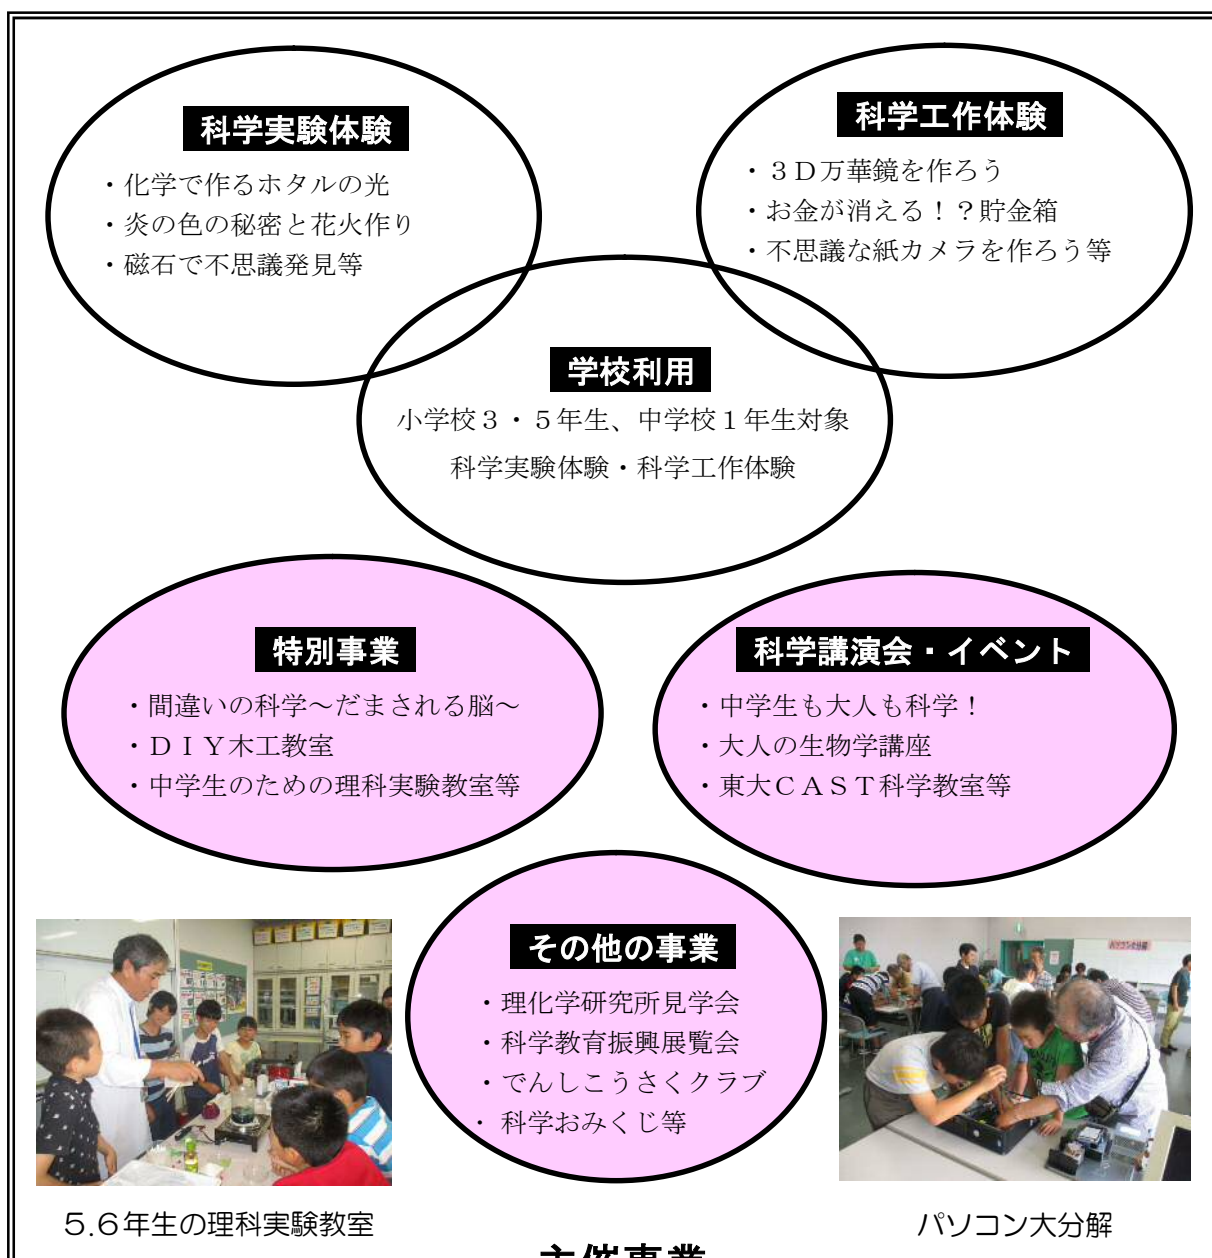 科学実験体験
・化学で作るホタルの光
・炎の色の秘密と花火作り
・磁石で不思議発見等
科学工作体験
・３Ｄ万華鏡を作ろう
・お金が消える！？貯金箱
・不思議な紙カメラを作ろう等
学校利用
小学校３・５年生、中学校１年生対象
科学実験体験・科学工作体験
特別事業
・間違いの科学～だまされる脳～
・ＤＩＹ木工教室
・中学生のための理科実験教室等
科学講演会・イベント
・中学生も大人も科学！
・大人の生物学講座
・東大ＣＡＳＴ科学教室等
その他の事業
・理化学研究所見学会
・科学教育振興展覧会
・でんしこうさくクラブ
・科学おみくじ等
パソコン大分解
５.６年生の理科実験教室
パソコン大分解
主催事業